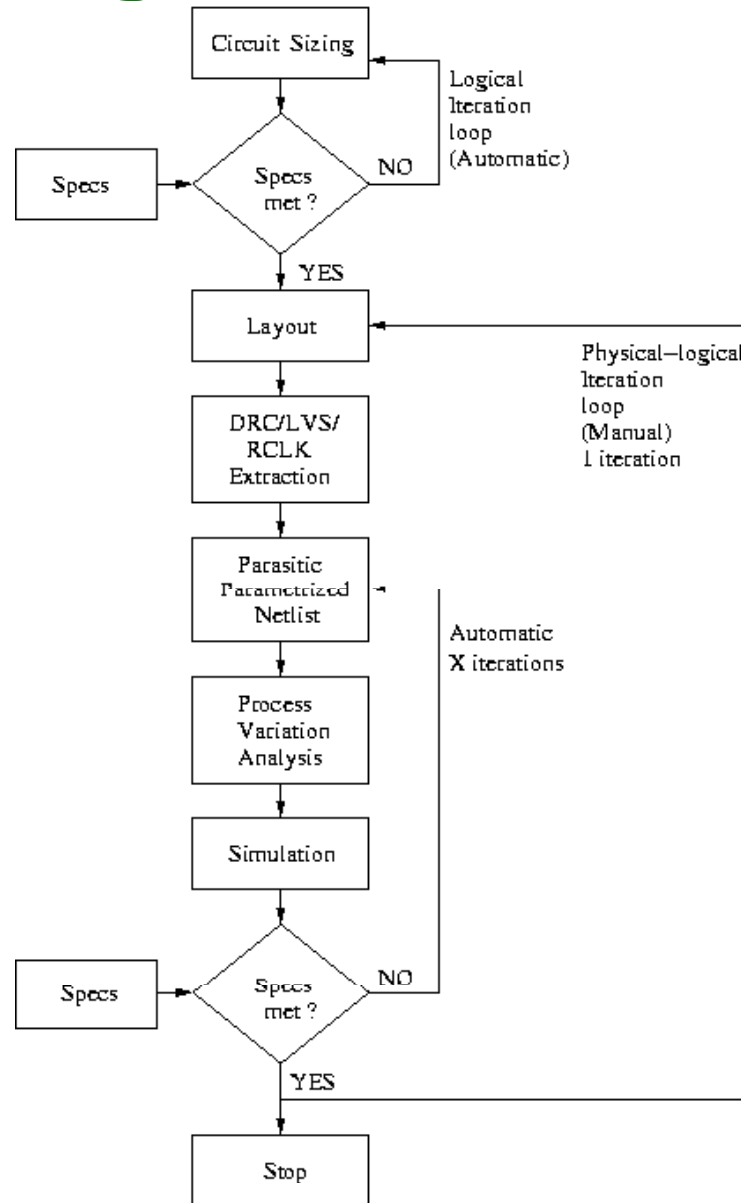 Circuit Sizing
Logical
Iteration
loop
(Automatic)
NO
Specs
Specs
met ?
YES
Layout
Physical–logical
Iteration
loop
(Manual)
1 iteration
DRC/LVS/
RCLK
Extraction
Parasitic
Parametrized
Netlist
Automatic
X iterations
Process
Variation
Analysis
Simulation
NO
Specs
Specs
met ?
YES
Stop